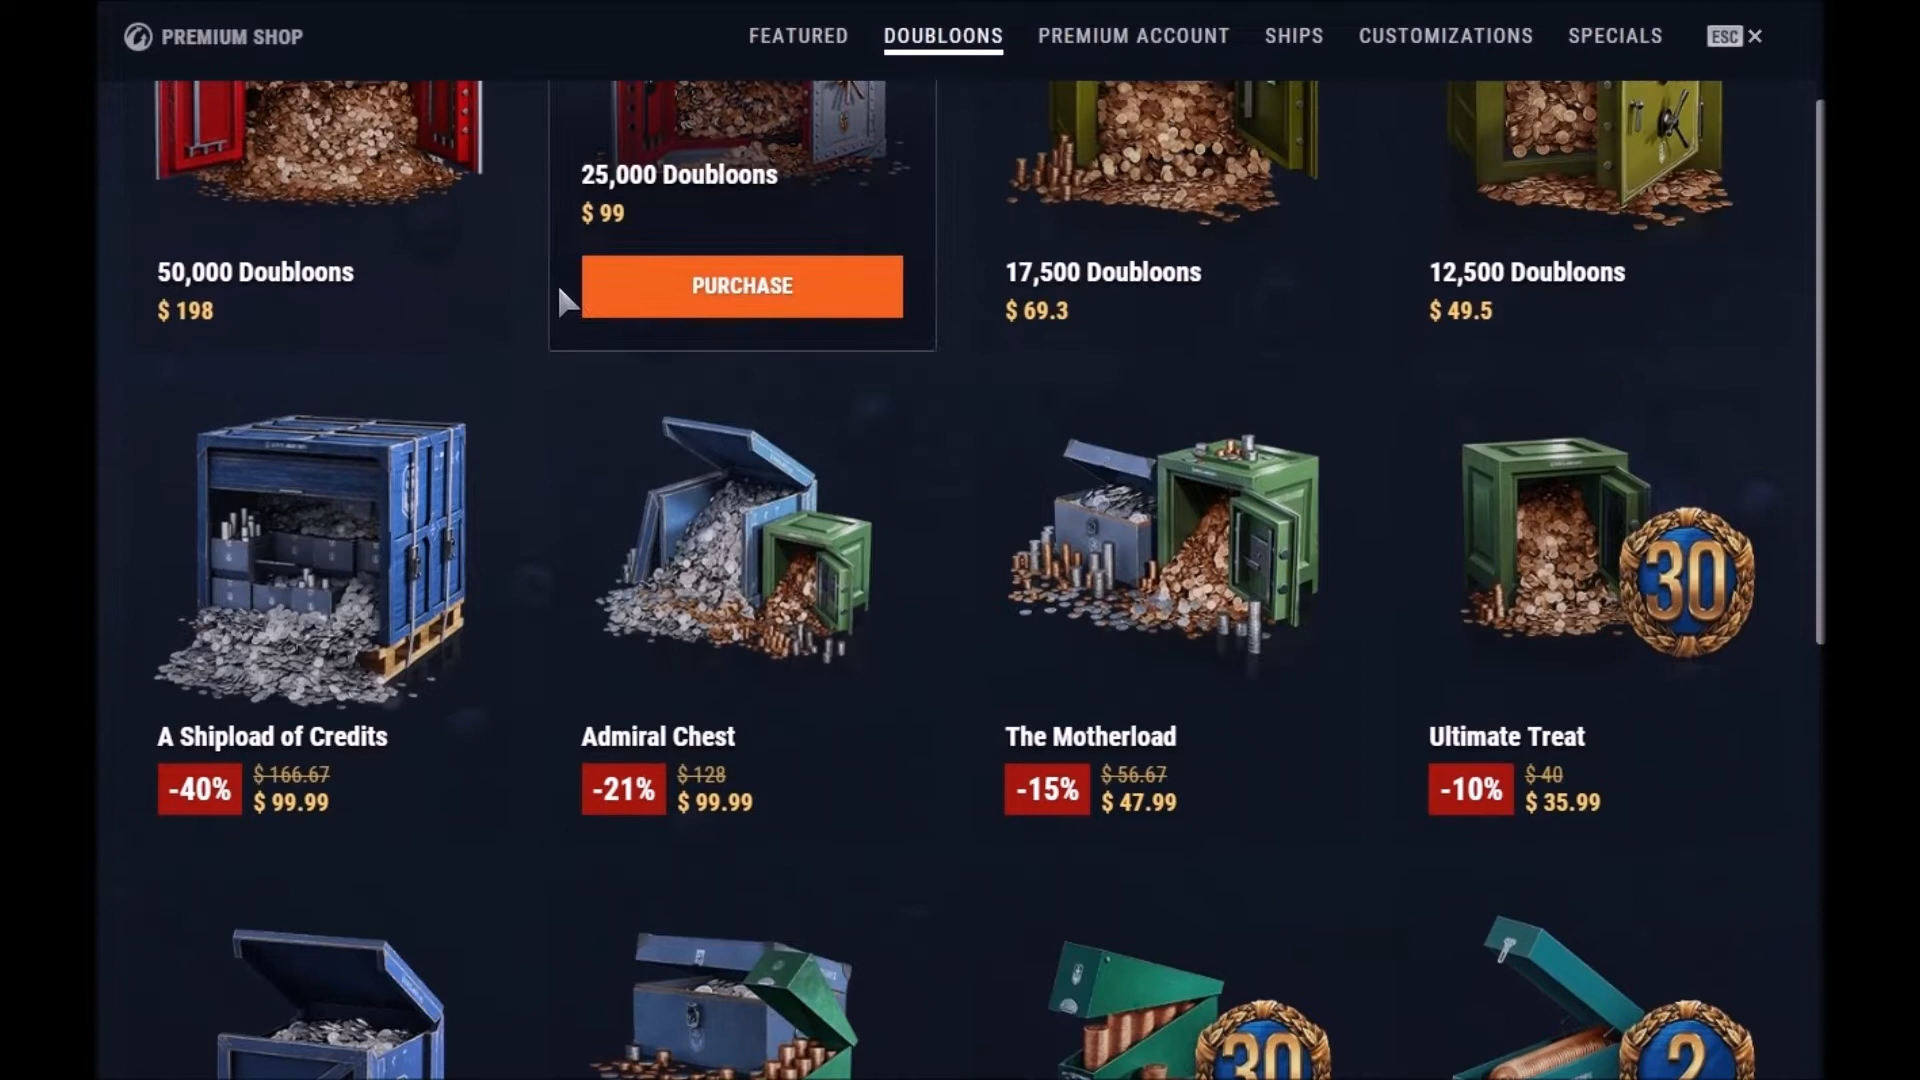 PREMIUM SHOP
FEATURED
DOUBLOONS
PREMIUM ACCOUNT
SHIPS
CUSTOMIZATIONS
SPECIALS
ESC
50,000 Doubloons
$ 198
25,000 Doubloons
$ 99
PURCHASE
17,500 Doubloons
$ 69.3
12,500 Doubloons
$ 49.5
30
A Shipload of Credits
-40%
$ 166.67
$ 99.99
Admiral Chest
-21%
$ 128
$ 99.99
The Motherload
-15%
$ 56.67
$ 47.99
Ultimate Treat
-10%
$ 40
$ 35.99
30
2